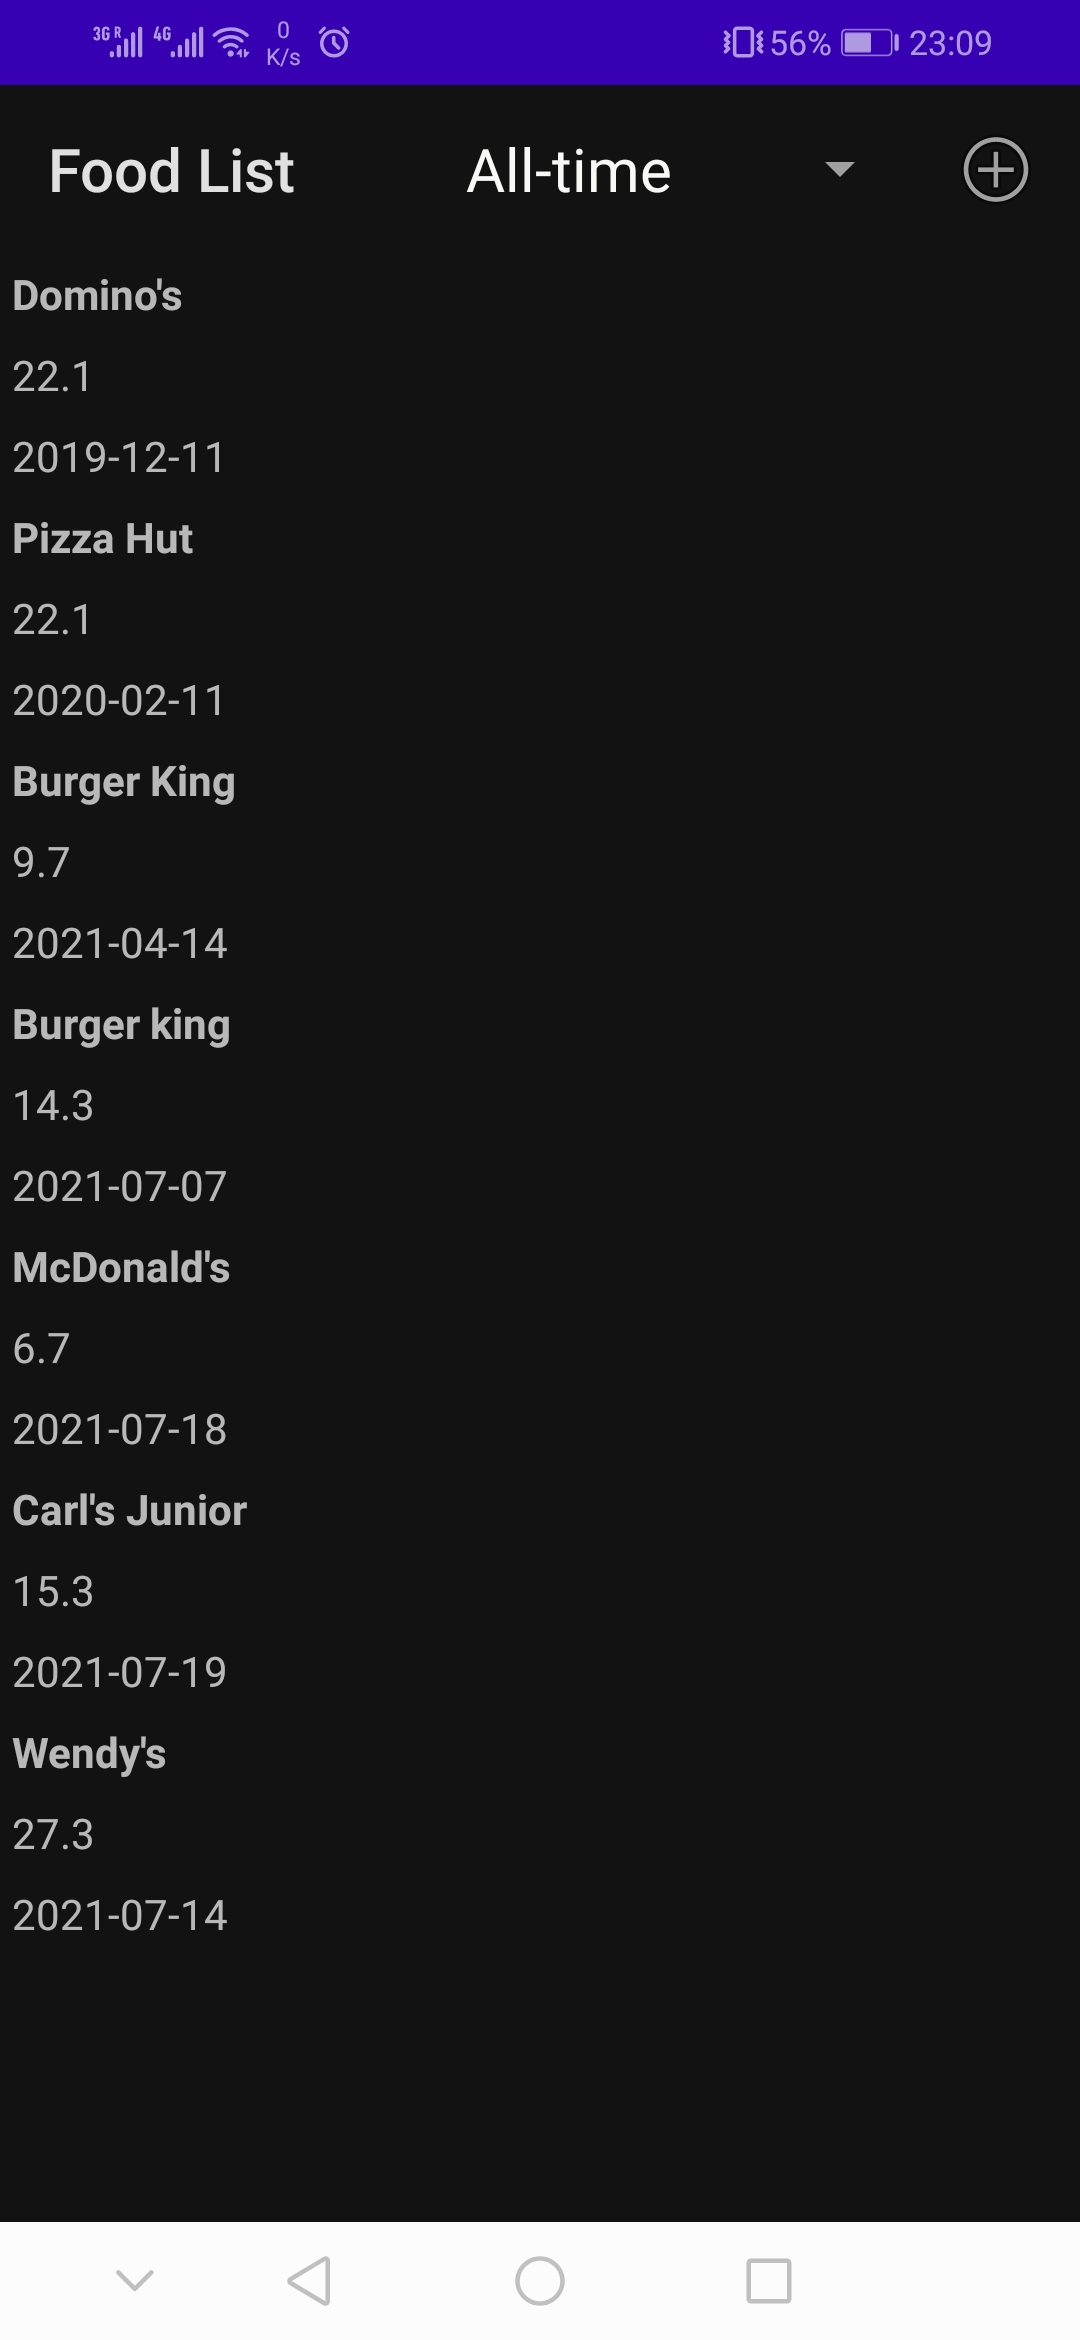 3G R 4G 0 K/s 56% 23:09
Food List All-time
Domino's
22.1
2019-12-11
Pizza Hut
22.1
2020-02-11
Burger King
9.7
2021-04-14
Burger king
14.3
2021-07-07
McDonald's
6.7
2021-07-18
Carl's Junior
15.3
2021-07-19
Wendy's
27.3
2021-07-14